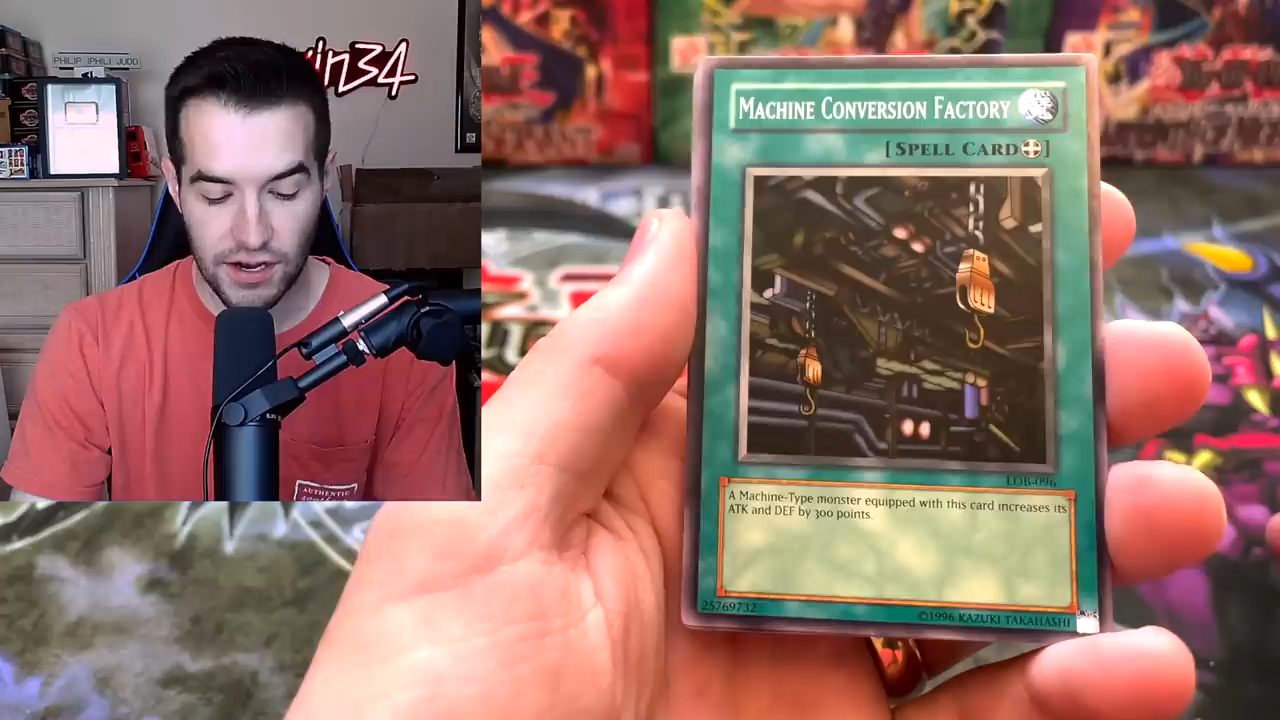 PHILIP (PHIL) JUDD
in34
MACHINE CONVERSION FACTORY
[SPELL CARD]
LOB-096
A Machine-Type monster equipped with this card increases its
ATK and DEF by 300 points.
25769732
©1996 KAZUKI TAKAHASHI
AUTHENTIC